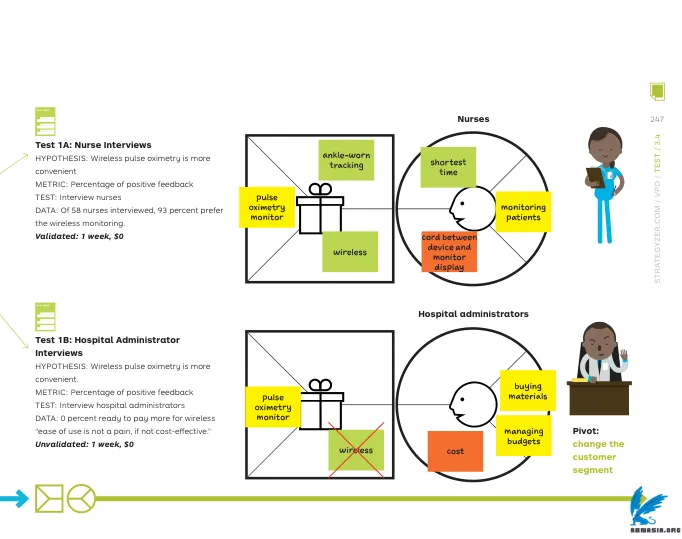 247
STRATEGYZER.COM / VPD / TEST / 3.4
Test 1A: Nurse Interviews
HYPOTHESIS: Wireless pulse oximetry is more
convenient
METRIC: Percentage of positive feedback
TEST: Interview nurses
DATA: Of 58 nurses interviewed, 93 percent prefer
the wireless monitoring.
Validated: 1 week, $0
Nurses
ankle-worn
tracking
pulse
oximetry
monitor
wireless
shortest
time
monitoring
patients
cord between
device and
monitor
display
Test 1B: Hospital Administrator
Interviews
HYPOTHESIS: Wireless pulse oximetry is more
convenient.
METRIC: Percentage of positive feedback
TEST: Interview hospital administrators
DATA: 0 percent ready to pay more for wireless
“ease of use is not a pain, if not cost-effective.”
Unvalidated: 1 week, $0
Hospital administrators
pulse
oximetry
monitor
wireless
buying
materials
managing
budgets
cost
Pivot:
change the
customer
segment
ABNASIA.ORG